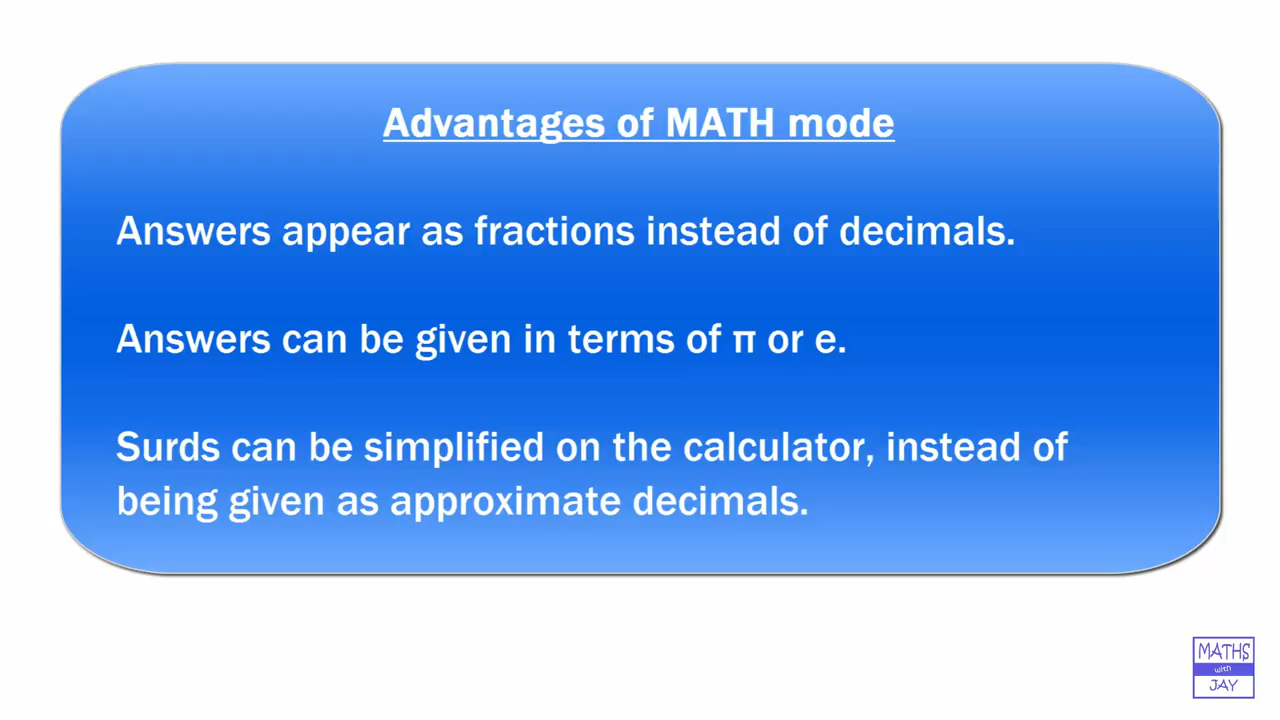 Advantages of MATH mode
Answers appear as fractions instead of decimals.
Answers can be given in terms of π or e.
Surds can be simplified on the calculator, instead of
being given as approximate decimals.
MATHS
with
JAY